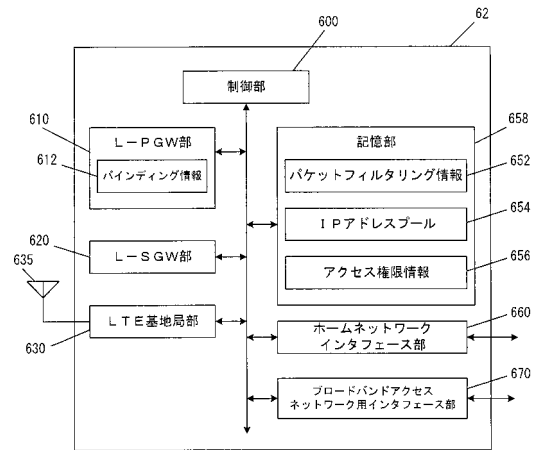 600
62
制御部
610
L－PGW部
612
バインディング情報
658
記憶部
パケットフィルタリング情報
652
IPアドレスプール
654
アクセス権限情報
656
620
L－SGW部
635
LTE基地局部
630
ホームネットワーク
インタフェース部
660
ブロードバンドアクセス
ネットワーク用インタフェース部
670